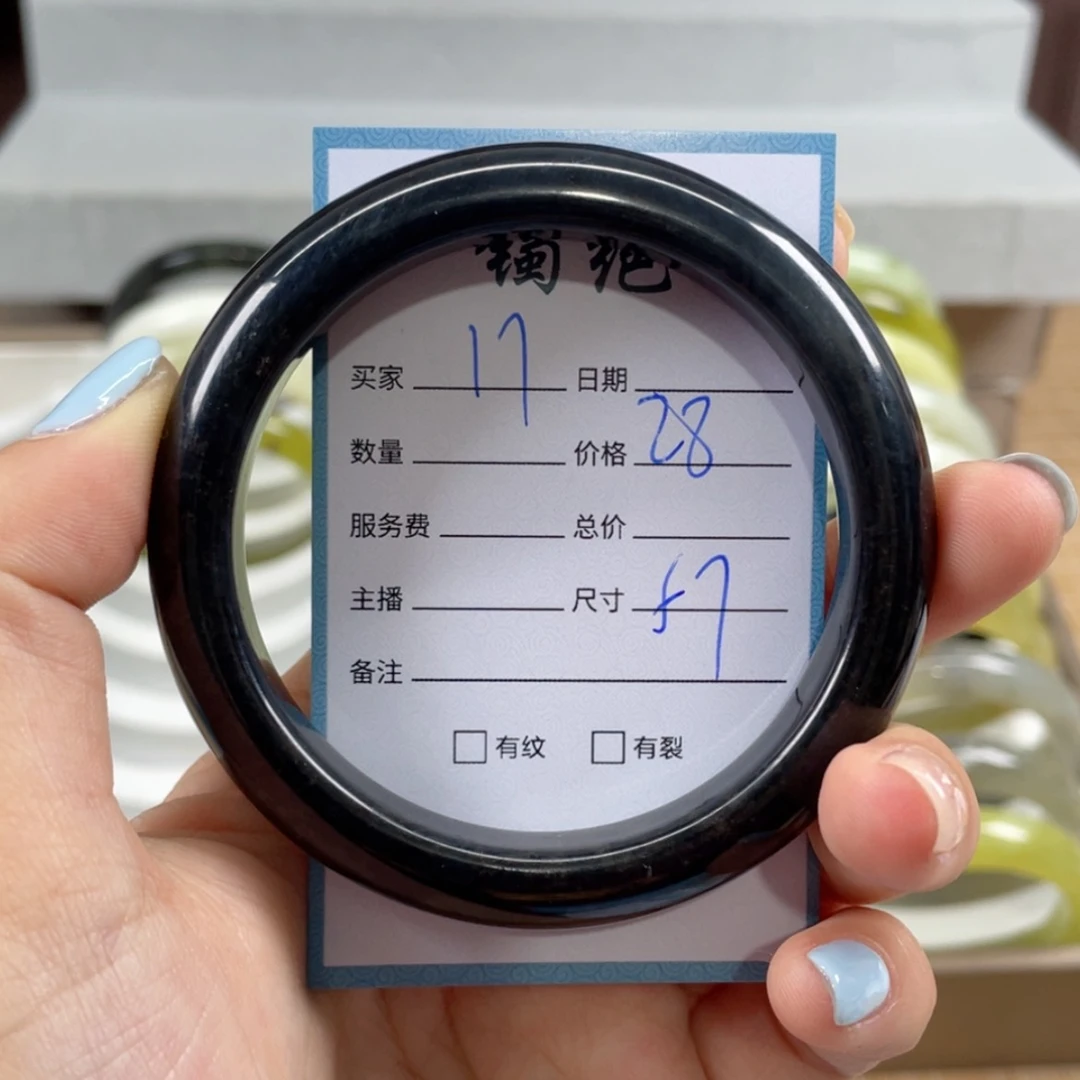 镯
买家 17 日期
数量 价格 28
服务费 总价
主播 尺寸 57
备注
□有纹 □有裂